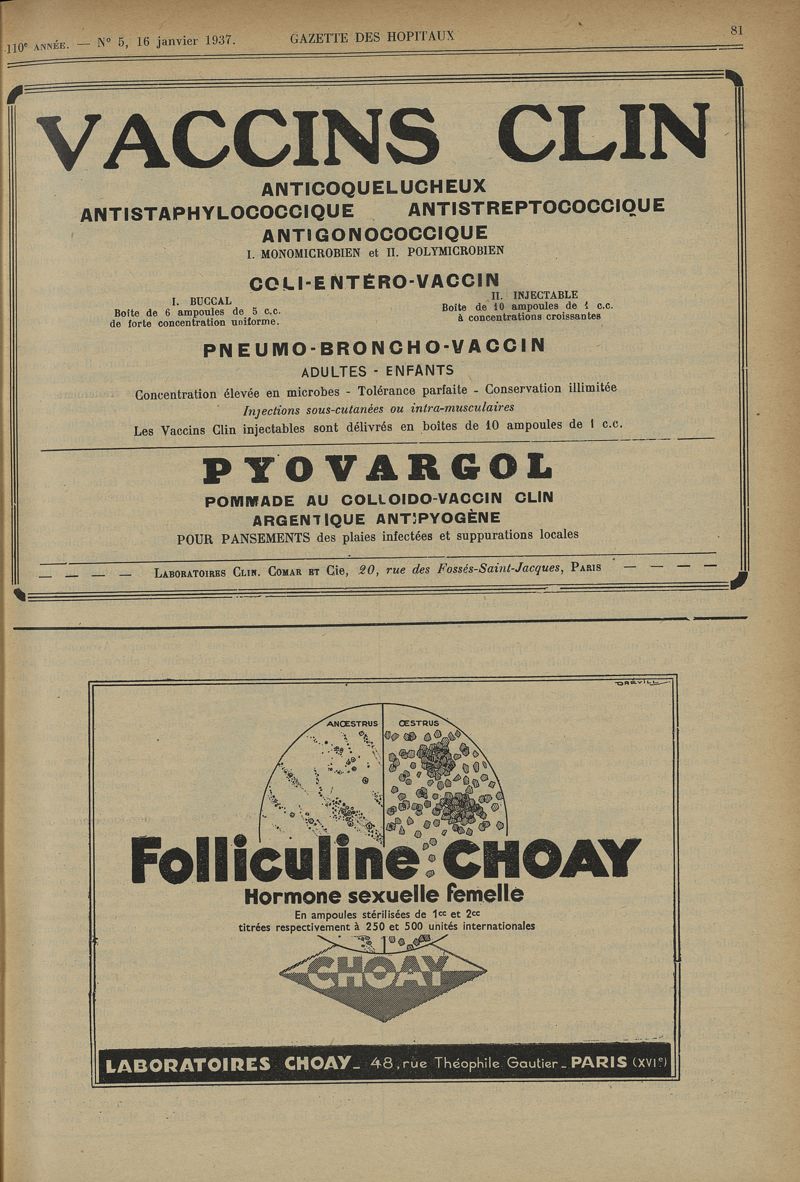 110e ANNÉE. — N° 5, 16 janvier 1937. GAZETTE DES HOPITAUX 81
VACCINS CLIN
ANTICOQUELUCHEUX
ANTISTAPHYLOCOCCIQUE ANTISTREPTOCOCCIQUE
ANTIGONOCOCCIQUE
I. MONOMICROBIEN et II. POLYMICROBIEN
COLI-ENTÉRO-VACCIN
I. BUCCAL
Boîte de 6 ampoules de 5 c.c.
de forte concentration uniforme.
II. INJECTABLE
Boîte de 10 ampoules de 1 c.c.
à concentrations croissantes
PNEUMO-BRONCHO-VACCIN
ADULTES - ENFANTS
Concentration élevée en microbes - Tolérance parfaite - Conservation illimitée
Injections sous-cutanées ou intra-musculaires
Les Vaccins Clin injectables sont délivrés en boîtes de 10 ampoules de 1 c.c.
PYOVARGOL
POMMADE AU COLLOIDO-VACCIN CLIN
ARGENTIQUE ANTIPYOGÈNE
POUR PANSEMENTS des plaies infectées et suppurations locales
— — — — LABORATOIRES CLIN. COMAR ET Cie, 20, rue des Fossés-Saint-Jacques, PARIS — — — —
DRÉVILL
ANŒSTRUS ŒSTRUS
Folliculine CHOAY
Hormone sexuelle femelle
En ampoules stérilisées de 1cc et 2cc
titrées respectivement à 250 et 500 unités internationales
CHOAY
LABORATOIRES CHOAY_ 48, rue Théophile Gautier_ PARIS (XVIe)